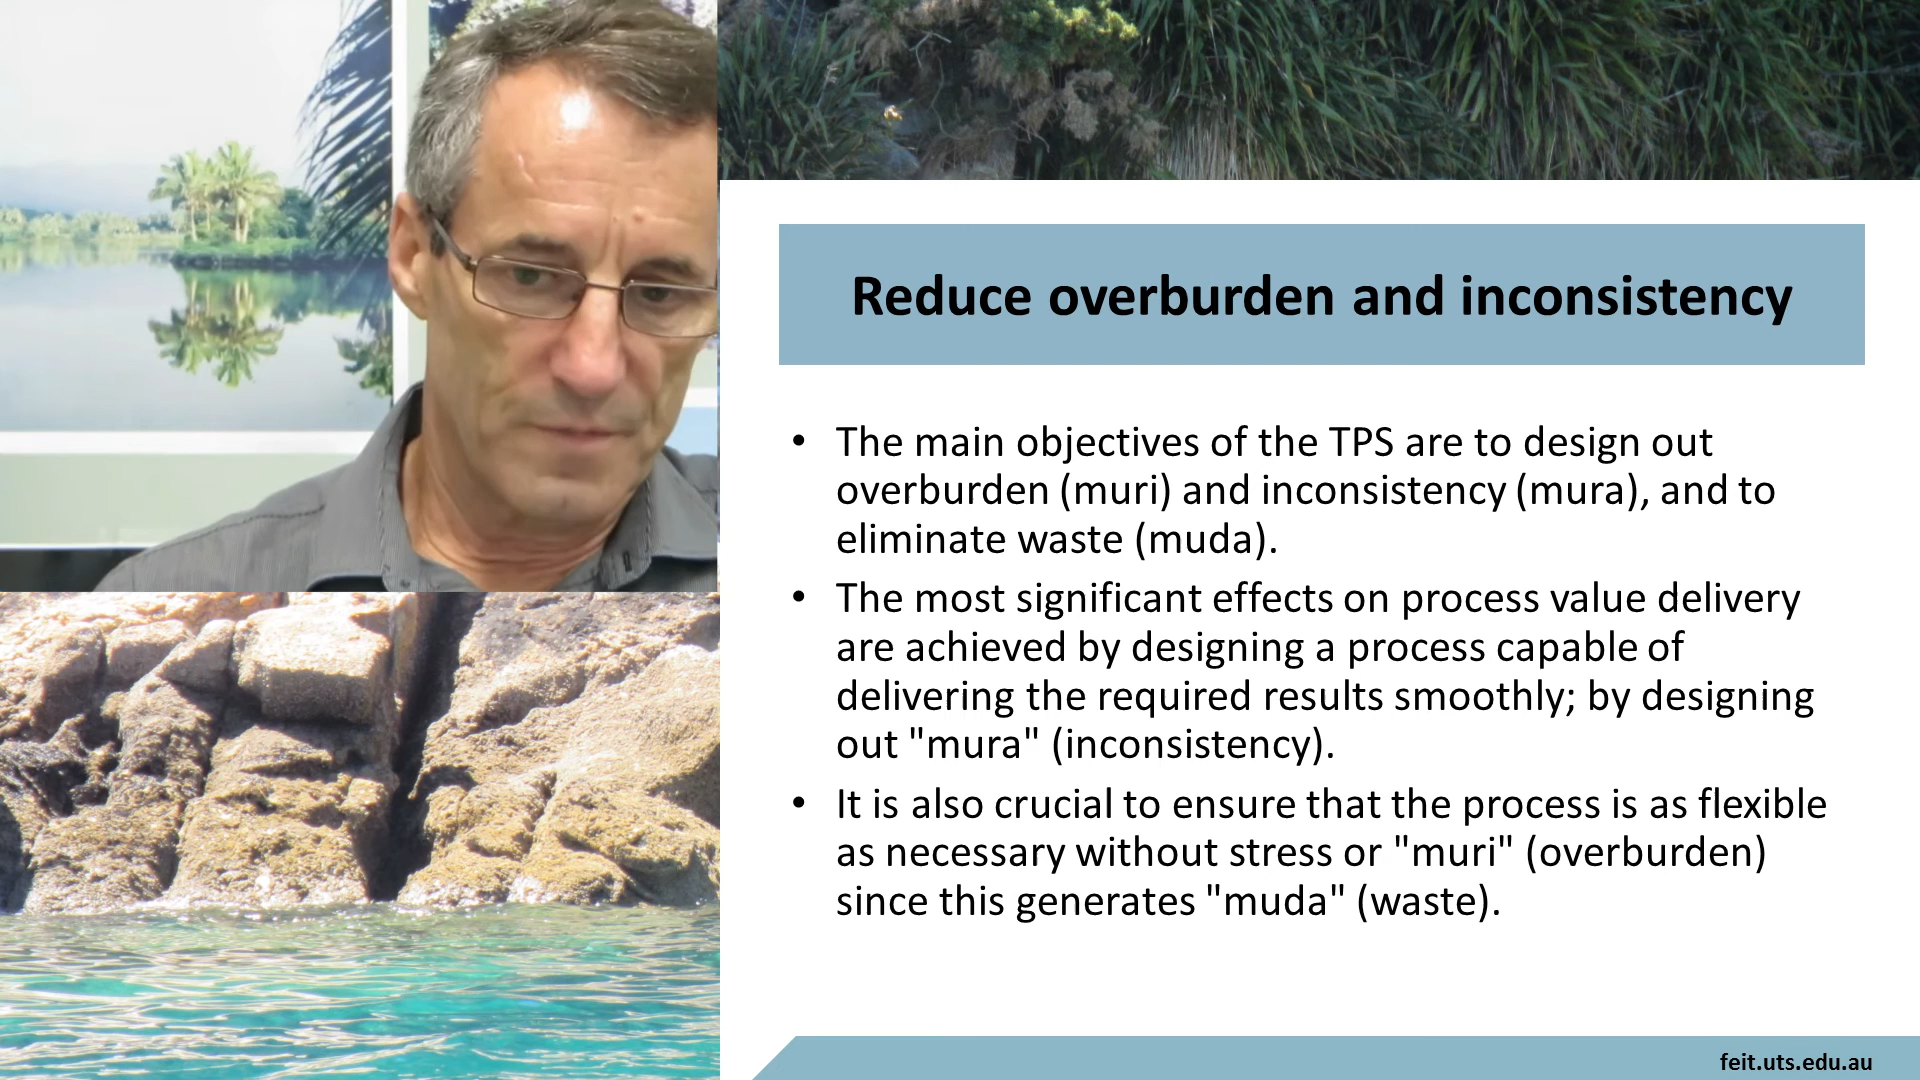 Reduce overburden and inconsistency
• The main objectives of the TPS are to design out
overburden (muri) and inconsistency (mura), and to
eliminate waste (muda).
• The most significant effects on process value delivery
are achieved by designing a process capable of
delivering the required results smoothly; by designing
out "mura" (inconsistency).
• It is also crucial to ensure that the process is as flexible
as necessary without stress or "muri" (overburden)
since this generates "muda" (waste).
feit.uts.edu.au